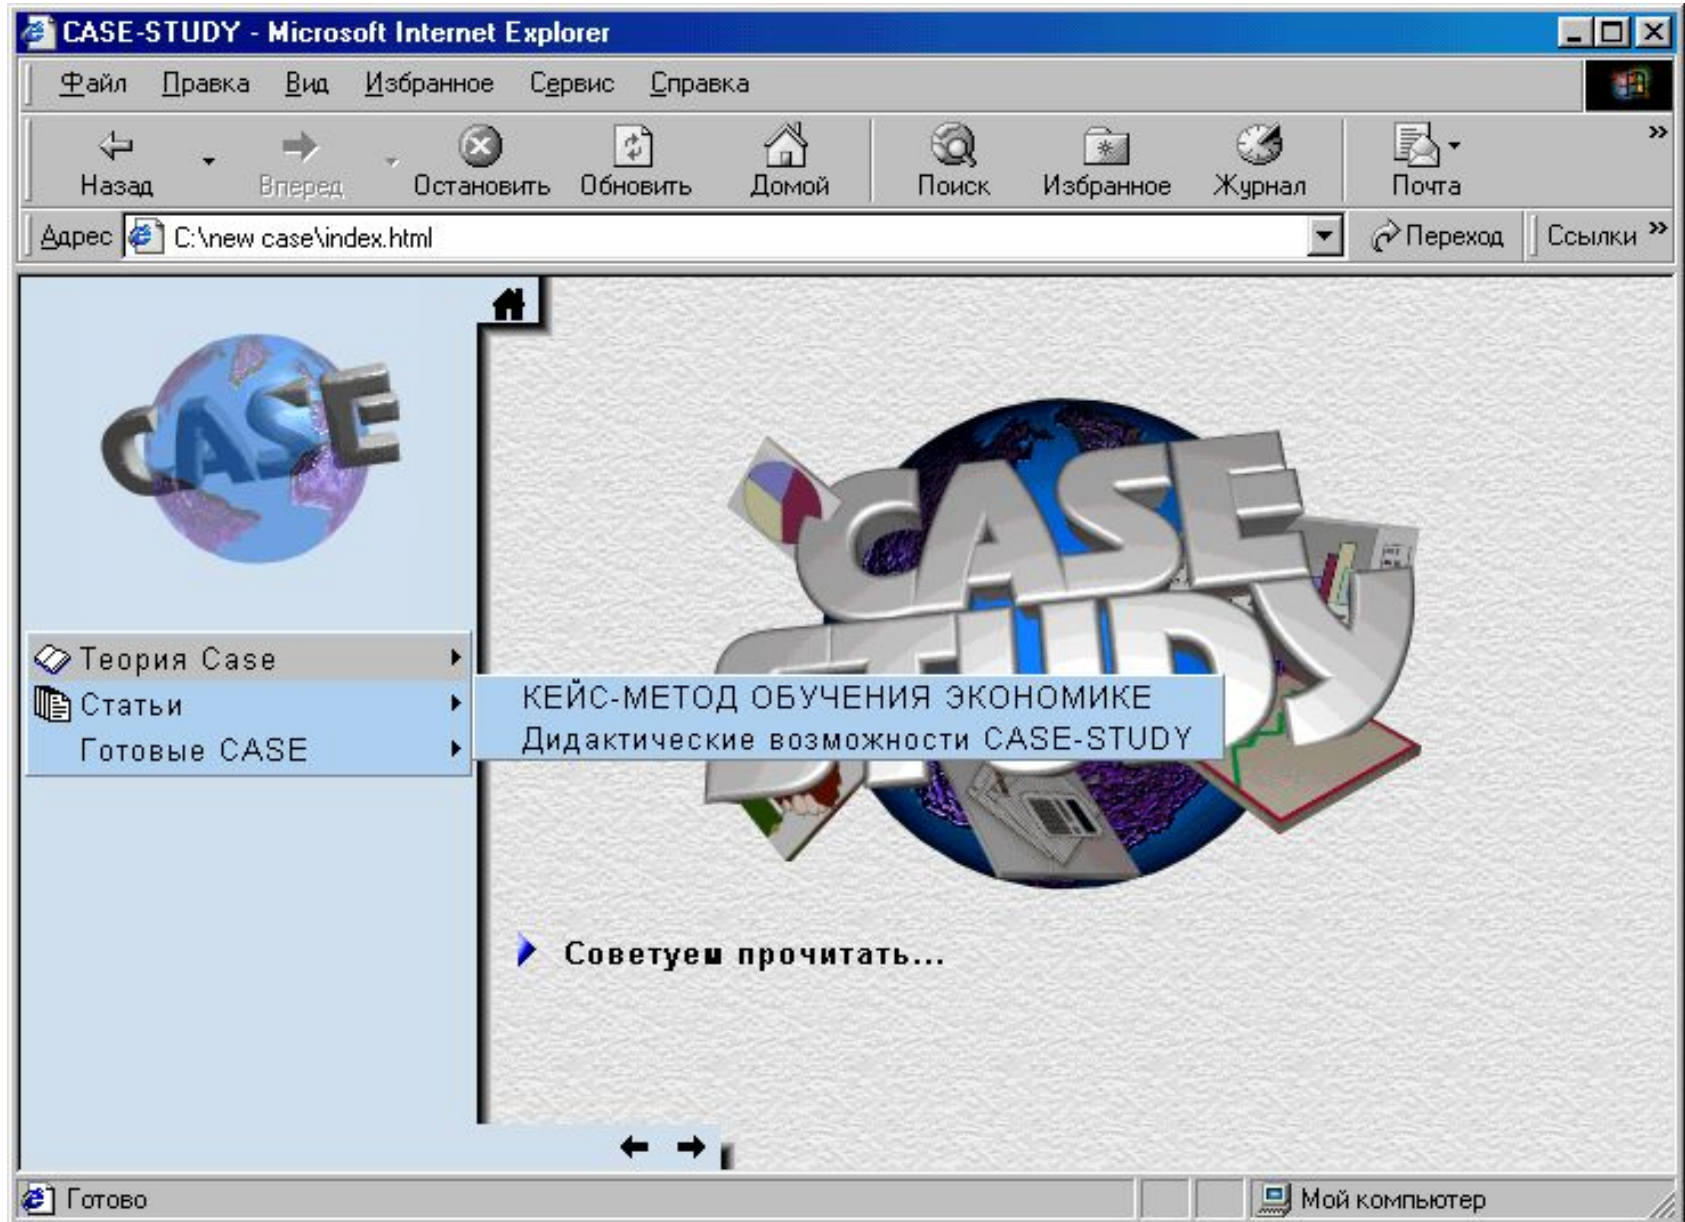 CASE-STUDY - Microsoft Internet Explorer
Файл Правка Вид Избранное Сервис Справка
Назад Вперед Остановить Обновить Домой Поиск Избранное Журнал Почта »
Адрес C:\new case\index.html Переход Ссылки »
CASE
CASE
STUDY
Теория Case
Статьи
Готовые CASE
КЕЙС-МЕТОД ОБУЧЕНИЯ ЭКОНОМИКЕ
Дидактические возможности CASE-STUDY
Советуем прочитать...
Готово Мой компьютер